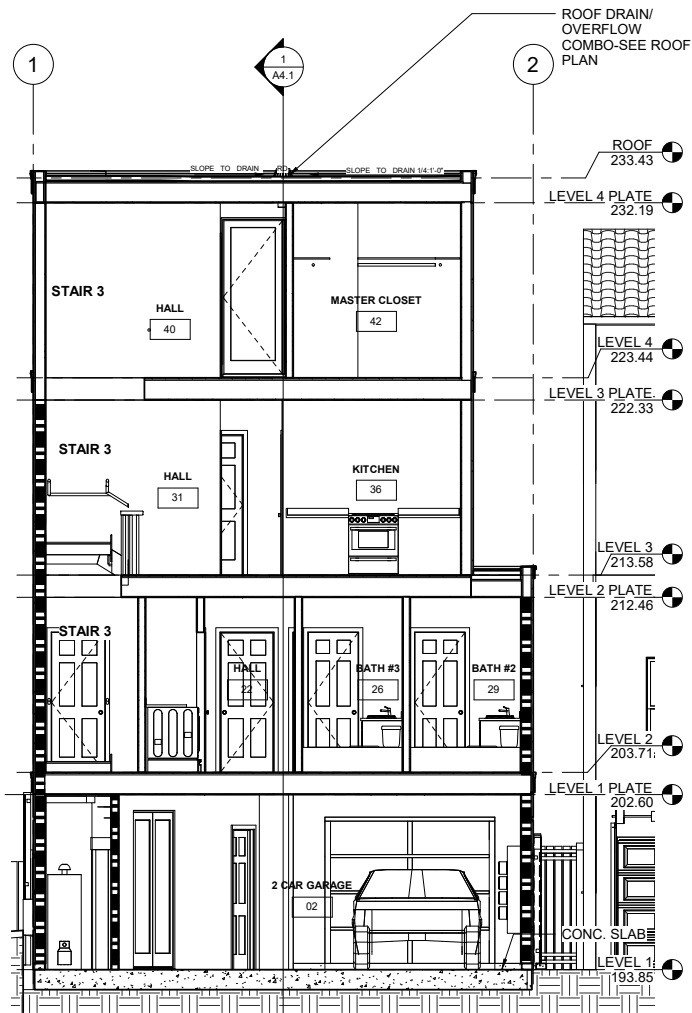 ROOF DRAIN/
OVERFLOW
COMBO-SEE ROOF
PLAN
1
1
A4.1
2
ROOF
233.43
SLOPE TO DRAIN
RD
SLOPE TO DRAIN 1/4:1'-0"
LEVEL 4 PLATE
232.19
STAIR 3
HALL
40
MASTER CLOSET
42
LEVEL 4
223.44
LEVEL 3 PLATE
222.33
STAIR 3
HALL
31
KITCHEN
36
LEVEL 3
213.58
LEVEL 2 PLATE
212.46
STAIR 3
HALL
22
BATH #3
26
BATH #2
29
LEVEL 2
203.71
LEVEL 1 PLATE
202.60
2 CAR GARAGE
02
CONC. SLAB
LEVEL 1
193.85